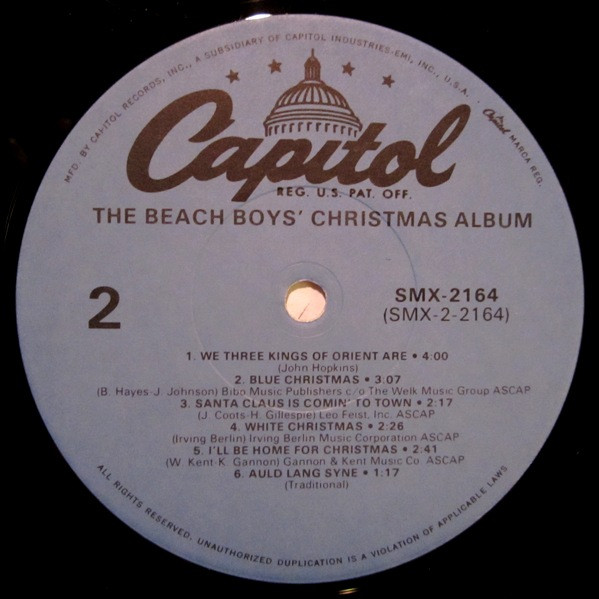 MFD. BY CAPITOL RECORDS, INC., A SUBSIDIARY OF CAPITOL INDUSTRIES-EMI, INC., U.S.A. · Capitol MARCA REG.
Capitol
REG. U.S. PAT. OFF.
THE BEACH BOYS' CHRISTMAS ALBUM
2
SMX-2164
(SMX-2-2164)
1. WE THREE KINGS OF ORIENT ARE • 4:00
(John Hopkins)
2. BLUE CHRISTMAS • 3:07
(B. Hayes-J. Johnson) Bibo Music Publishers c/o The Welk Music Group ASCAP
3. SANTA CLAUS IS COMIN' TO TOWN • 2:17
(J. Coots-H. Gillespie) Leo Feist, Inc. ASCAP
4. WHITE CHRISTMAS • 2:26
(Irving Berlin) Irving Berlin Music Corporation ASCAP
5. I'LL BE HOME FOR CHRISTMAS • 2:41
(W. Kent-K. Gannon) Gannon & Kent Music Co. ASCAP
6. AULD LANG SYNE • 1:17
(Traditional)
ALL RIGHTS RESERVED. UNAUTHORIZED DUPLICATION IS A VIOLATION OF APPLICABLE LAWS